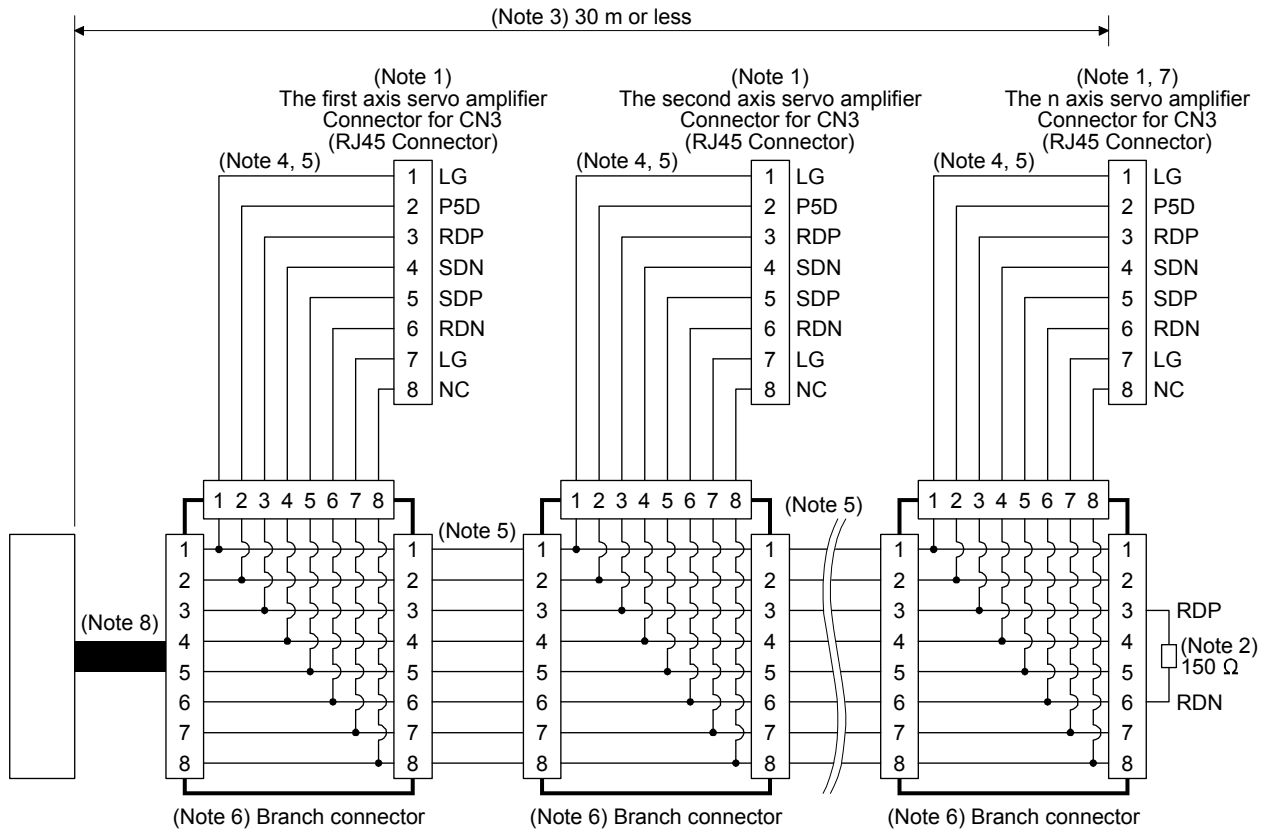 (Note 3) 30 m or less
(Note 1)
The first axis servo amplifier
Connector for CN3
(RJ45 Connector)
(Note 1)
The second axis servo amplifier
Connector for CN3
(RJ45 Connector)
(Note 1, 7)
The n axis servo amplifier
Connector for CN3
(RJ45 Connector)
(Note 4, 5)
1 LG
2 P5D
3 RDP
4 SDN
5 SDP
6 RDN
7 LG
8 NC
(Note 4, 5)
1 LG
2 P5D
3 RDP
4 SDN
5 SDP
6 RDN
7 LG
8 NC
(Note 4, 5)
1 LG
2 P5D
3 RDP
4 SDN
5 SDP
6 RDN
7 LG
8 NC
1 2 3 4 5 6 7 8
1 2 3 4 5 6 7 8
1 2 3 4 5 6 7 8
(Note 5)
(Note 5)
(Note 8)
1 1 1 1 1 1
2 2 2 2 2 2
3 3 3 3 3 3 RDP
4 4 4 4 4 4
(Note 2)
150 Ω
5 5 5 5 5 5
6 6 6 6 6 6 RDN
7 7 7 7 7 7
8 8 8 8 8 8
(Note 6) Branch connector
(Note 6) Branch connector
(Note 6) Branch connector